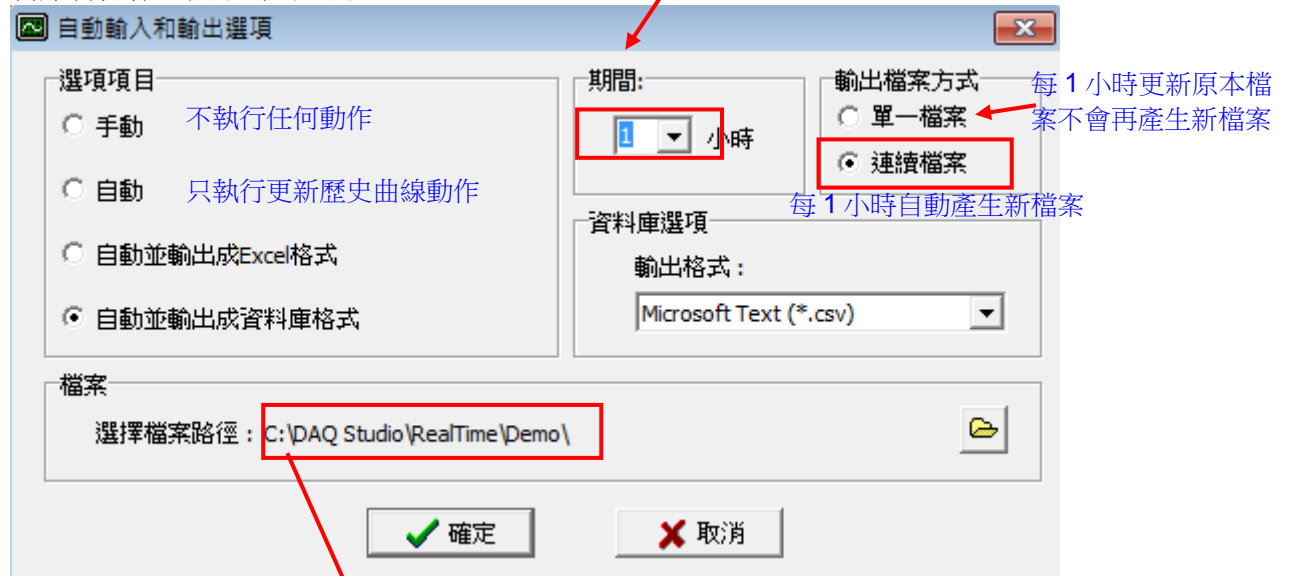 自動輸入和輸出選項
選項項目
手動 不執行任何動作
自動 只執行更新歷史曲線動作
自動並輸出成Excel格式
自動並輸出成資料庫格式
期間:
1 小時
輸出檔案方式
單一檔案
連續檔案
每 1 小時更新原本檔
案不會再產生新檔案
每 1 小時自動產生新檔案
資料庫選項
輸出格式：
Microsoft Text (*.csv)
檔案
選擇檔案路徑：C:\DAQ Studio\RealTime\Demo\
確定
取消